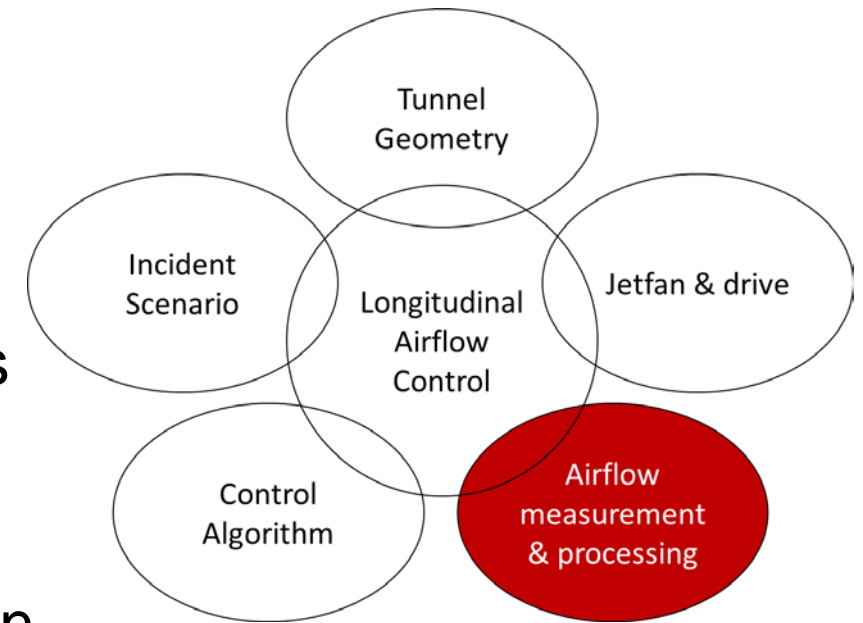 Tunnel
Geometry
Incident
Scenario
Jetfan & drive
Longitudinal
Airflow
Control
s
Control
Algorithm
Airflow
measurement
& processing